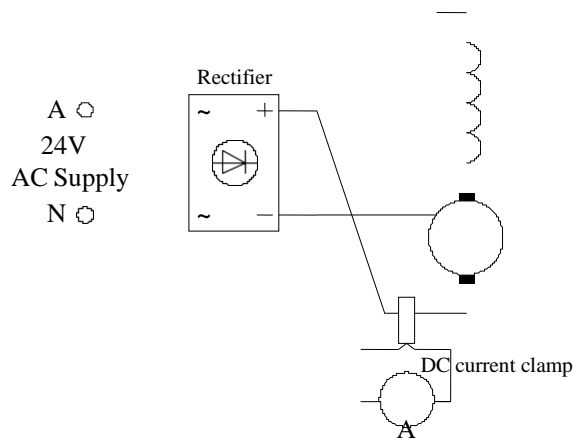 Rectifier
A
~ +
24V
AC Supply
N
~ −
DC current clamp
A